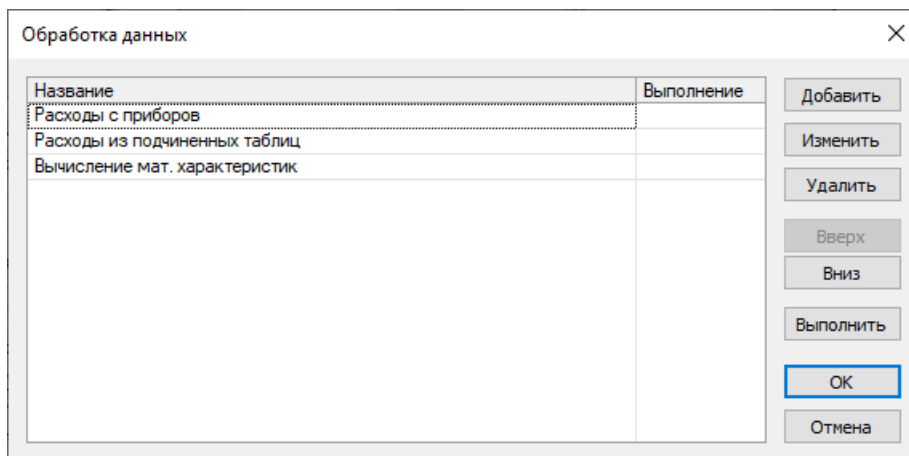 Обработка данных
Название Выполнение
Расходы с приборов
Расходы из подчиненных таблиц
Вычисление мат. характеристик
Добавить
Изменить
Удалить
Вверх
Вниз
Выполнить
ОК
Отмена